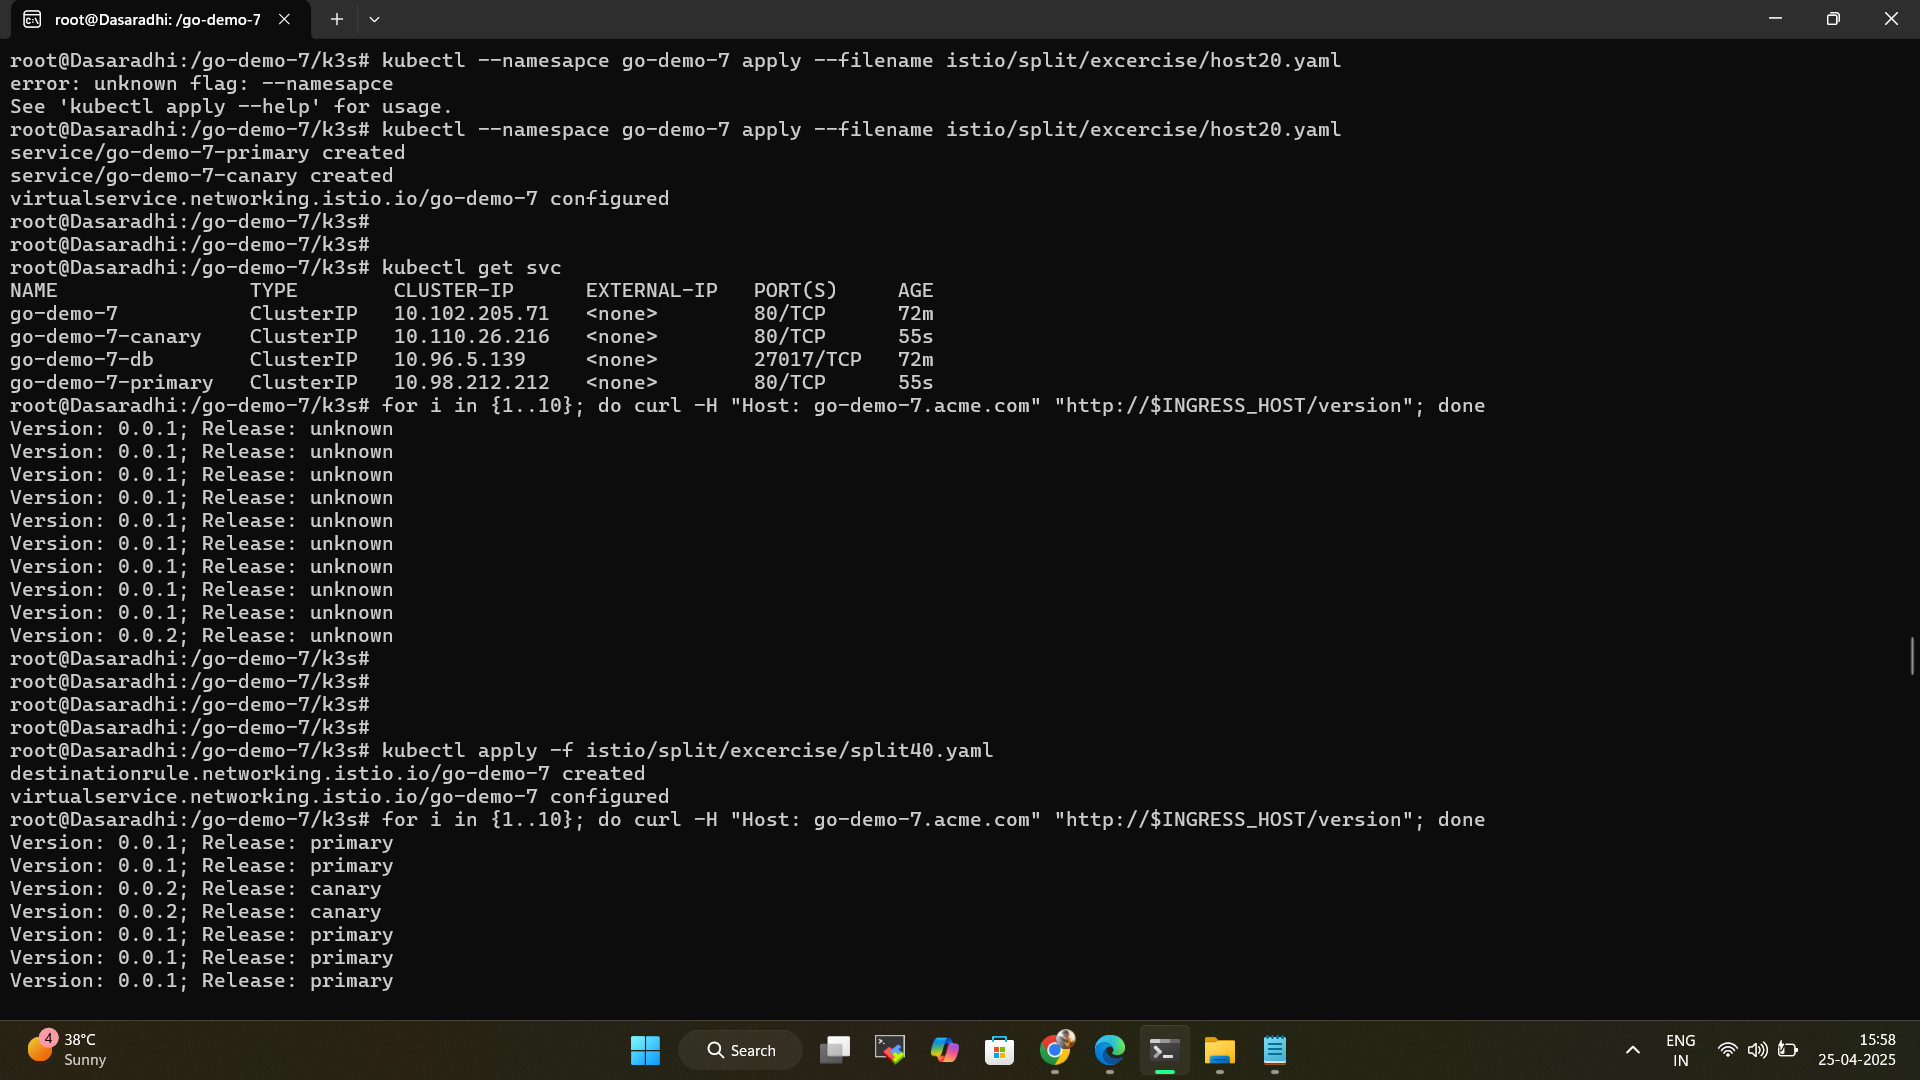 root@Dasaradhi: /go-demo-7
root@Dasaradhi:/go-demo-7/k3s# kubectl --namesapce go-demo-7 apply --filename istio/split/excercise/host20.yaml
error: unknown flag: --namesapce
See 'kubectl apply --help' for usage.
root@Dasaradhi:/go-demo-7/k3s# kubectl --namespace go-demo-7 apply --filename istio/split/excercise/host20.yaml
service/go-demo-7-primary created
service/go-demo-7-canary created
virtualservice.networking.istio.io/go-demo-7 configured
root@Dasaradhi:/go-demo-7/k3s#
root@Dasaradhi:/go-demo-7/k3s#
root@Dasaradhi:/go-demo-7/k3s# kubectl get svc
NAME TYPE CLUSTER-IP EXTERNAL-IP PORT(S) AGE
go-demo-7 ClusterIP 10.102.205.71 <none> 80/TCP 72m
go-demo-7-canary ClusterIP 10.110.26.216 <none> 80/TCP 55s
go-demo-7-db ClusterIP 10.96.5.139 <none> 27017/TCP 72m
go-demo-7-primary ClusterIP 10.98.212.212 <none> 80/TCP 55s
root@Dasaradhi:/go-demo-7/k3s# for i in {1..10}; do curl -H "Host: go-demo-7.acme.com" "http://$INGRESS_HOST/version"; done
Version: 0.0.1; Release: unknown
Version: 0.0.1; Release: unknown
Version: 0.0.1; Release: unknown
Version: 0.0.1; Release: unknown
Version: 0.0.1; Release: unknown
Version: 0.0.1; Release: unknown
Version: 0.0.1; Release: unknown
Version: 0.0.1; Release: unknown
Version: 0.0.1; Release: unknown
Version: 0.0.2; Release: unknown
root@Dasaradhi:/go-demo-7/k3s#
root@Dasaradhi:/go-demo-7/k3s#
root@Dasaradhi:/go-demo-7/k3s#
root@Dasaradhi:/go-demo-7/k3s#
root@Dasaradhi:/go-demo-7/k3s# kubectl apply -f istio/split/excercise/split40.yaml
destinationrule.networking.istio.io/go-demo-7 created
virtualservice.networking.istio.io/go-demo-7 configured
root@Dasaradhi:/go-demo-7/k3s# for i in {1..10}; do curl -H "Host: go-demo-7.acme.com" "http://$INGRESS_HOST/version"; done
Version: 0.0.1; Release: primary
Version: 0.0.1; Release: primary
Version: 0.0.2; Release: canary
Version: 0.0.2; Release: canary
Version: 0.0.1; Release: primary
Version: 0.0.1; Release: primary
Version: 0.0.1; Release: primary
4
38°C
Sunny
Search
ENG
IN
15:58
25-04-2025